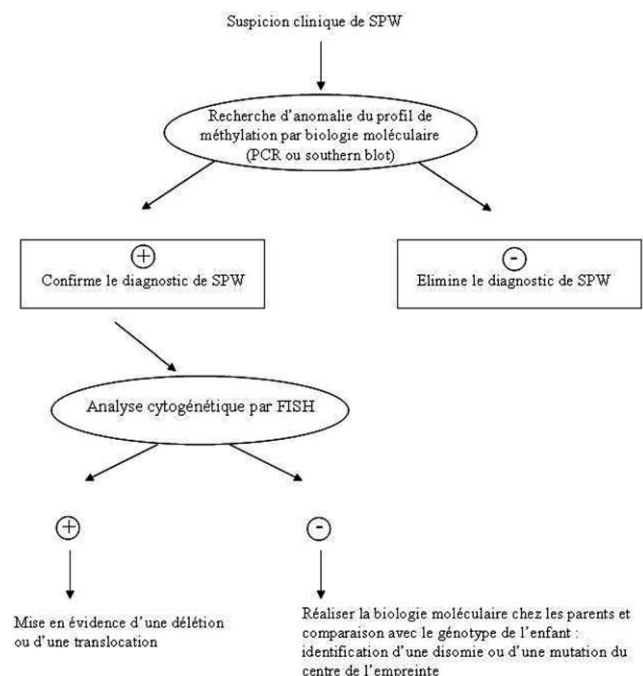 Suspicion clinique de SPW
Recherche d'anomalie du profil de
méthylation par biologie moléculaire
(PCR ou southern blot)
+
Confirme le diagnostic de SPW
-
Elimine le diagnostic de SPW
Analyse cytogénétique par FISH
+
-
Mise en évidence d'une délétion
ou d'une translocation
Réaliser la biologie moléculaire chez les parents et
comparaison avec le génotype de l'enfant :
identification d'une disomie ou d'une mutation du
centre de l'empreinte